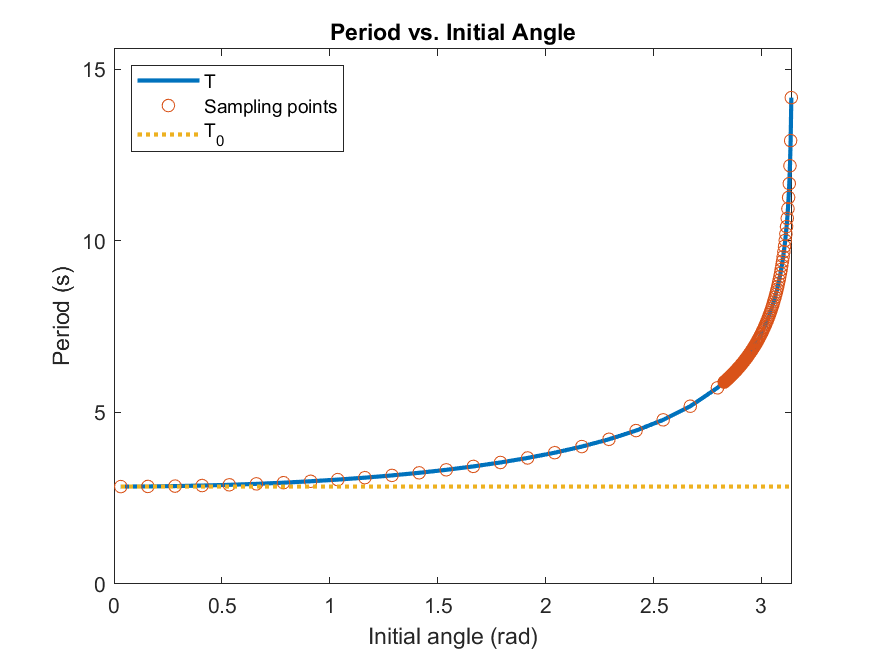 Period vs. Initial Angle
15
T
Sampling points
T₀
10
Period (s)
5
0
0 0.5 1 1.5 2 2.5 3
Initial angle (rad)